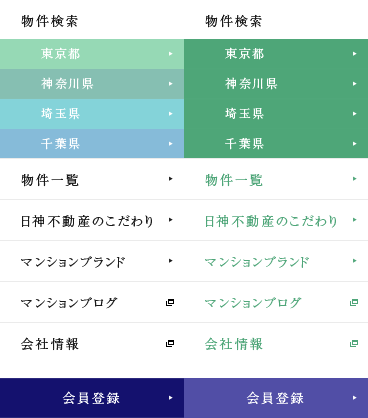 物件検索
東京都
神奈川県
埼玉県
千葉県
物件一覧
日神不動産のこだわり
マンションブランド
マンションブログ
会社情報
会員登録
物件検索
東京都
神奈川県
埼玉県
千葉県
物件一覧
日神不動産のこだわり
マンションブランド
マンションブログ
会社情報
会員登録